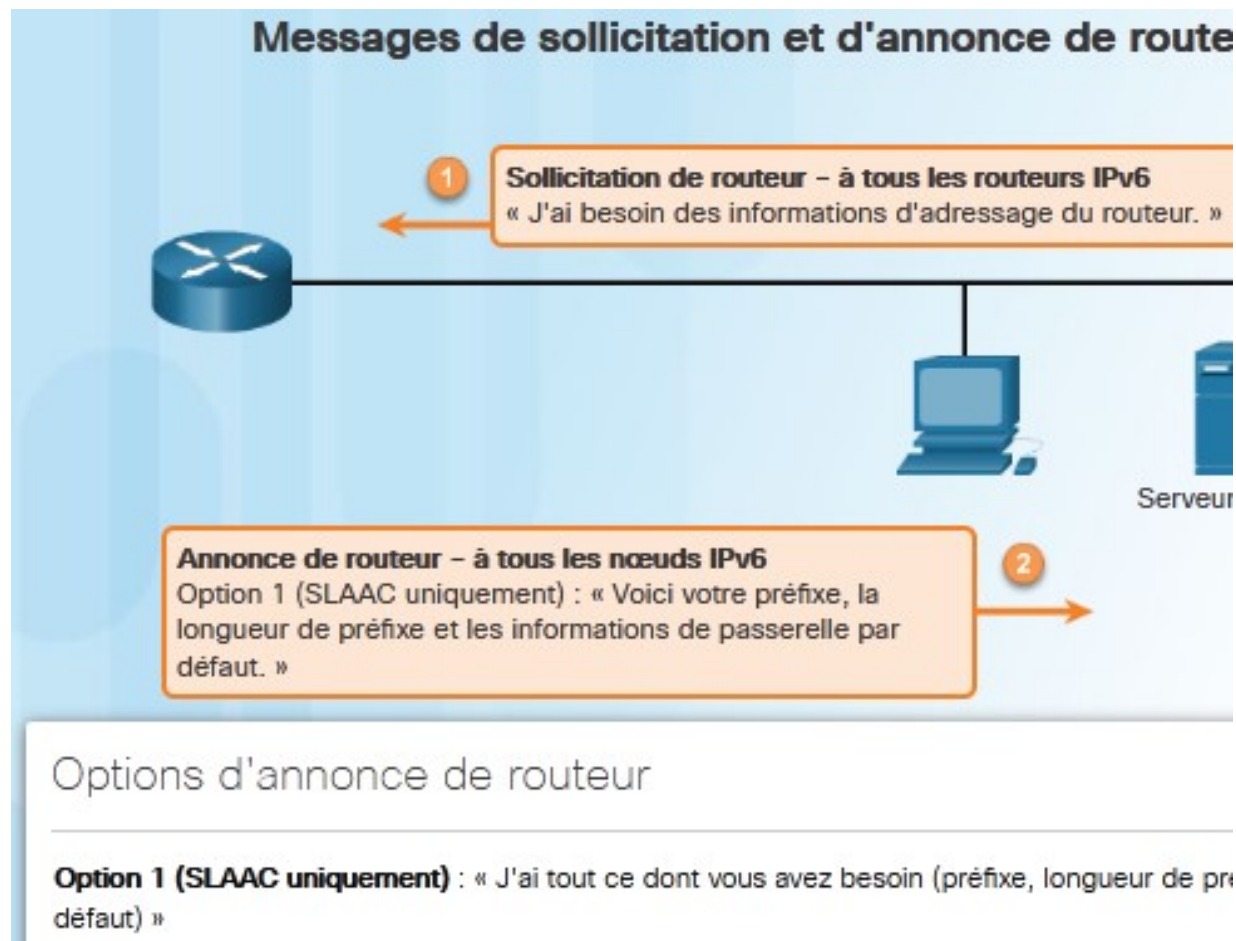 Messages de sollicitation et d'annonce de route
1
Sollicitation de routeur – à tous les routeurs IPv6
« J'ai besoin des informations d'adressage du routeur. »
Serveur
Annonce de routeur – à tous les nœuds IPv6
Option 1 (SLAAC uniquement) : « Voici votre préfixe, la
longueur de préfixe et les informations de passerelle par
défaut. »
2
Options d'annonce de routeur
Option 1 (SLAAC uniquement) : « J'ai tout ce dont vous avez besoin (préfixe, longueur de pré
défaut) »